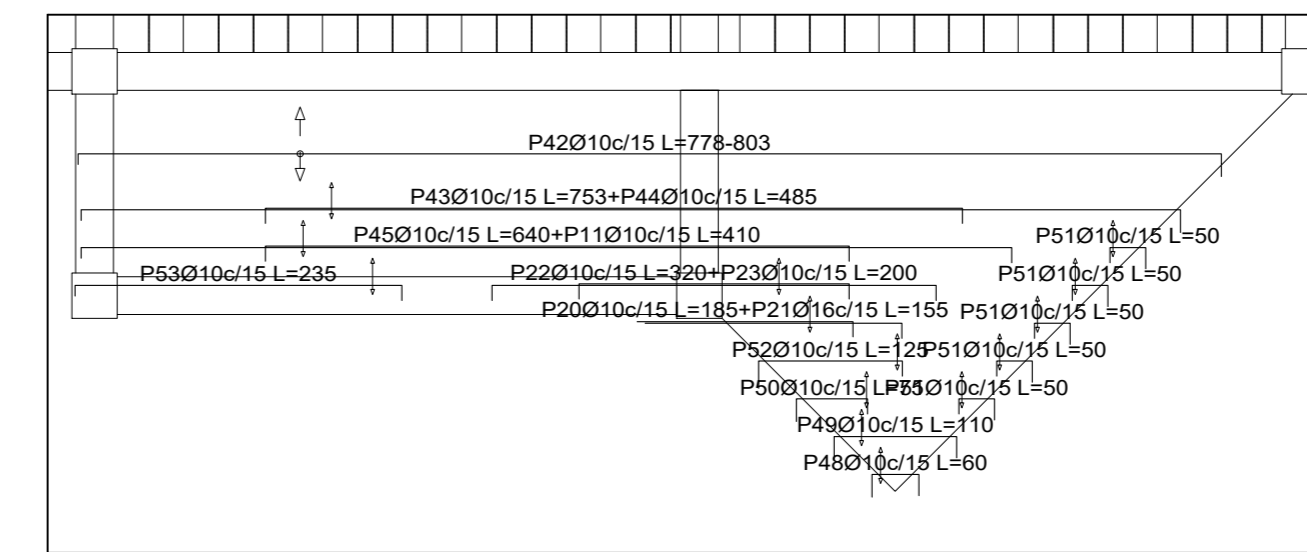 P42Ø10c/15 L=778-803
P43Ø10c/15 L=753+P44Ø10c/15 L=485
P45Ø10c/15 L=640+P11Ø10c/15 L=410
P51Ø10c/15 L=50
P53Ø10c/15 L=235
P22Ø10c/15 L=320+P23Ø10c/15 L=200
P51Ø10c/15 L=50
P20Ø10c/15 L=185+P21Ø16c/15 L=155
P51Ø10c/15 L=50
P52Ø10c/15 L=125
P51Ø10c/15 L=50
P50Ø10c/15 L=75
P51Ø10c/15 L=50
P49Ø10c/15 L=110
P48Ø10c/15 L=60